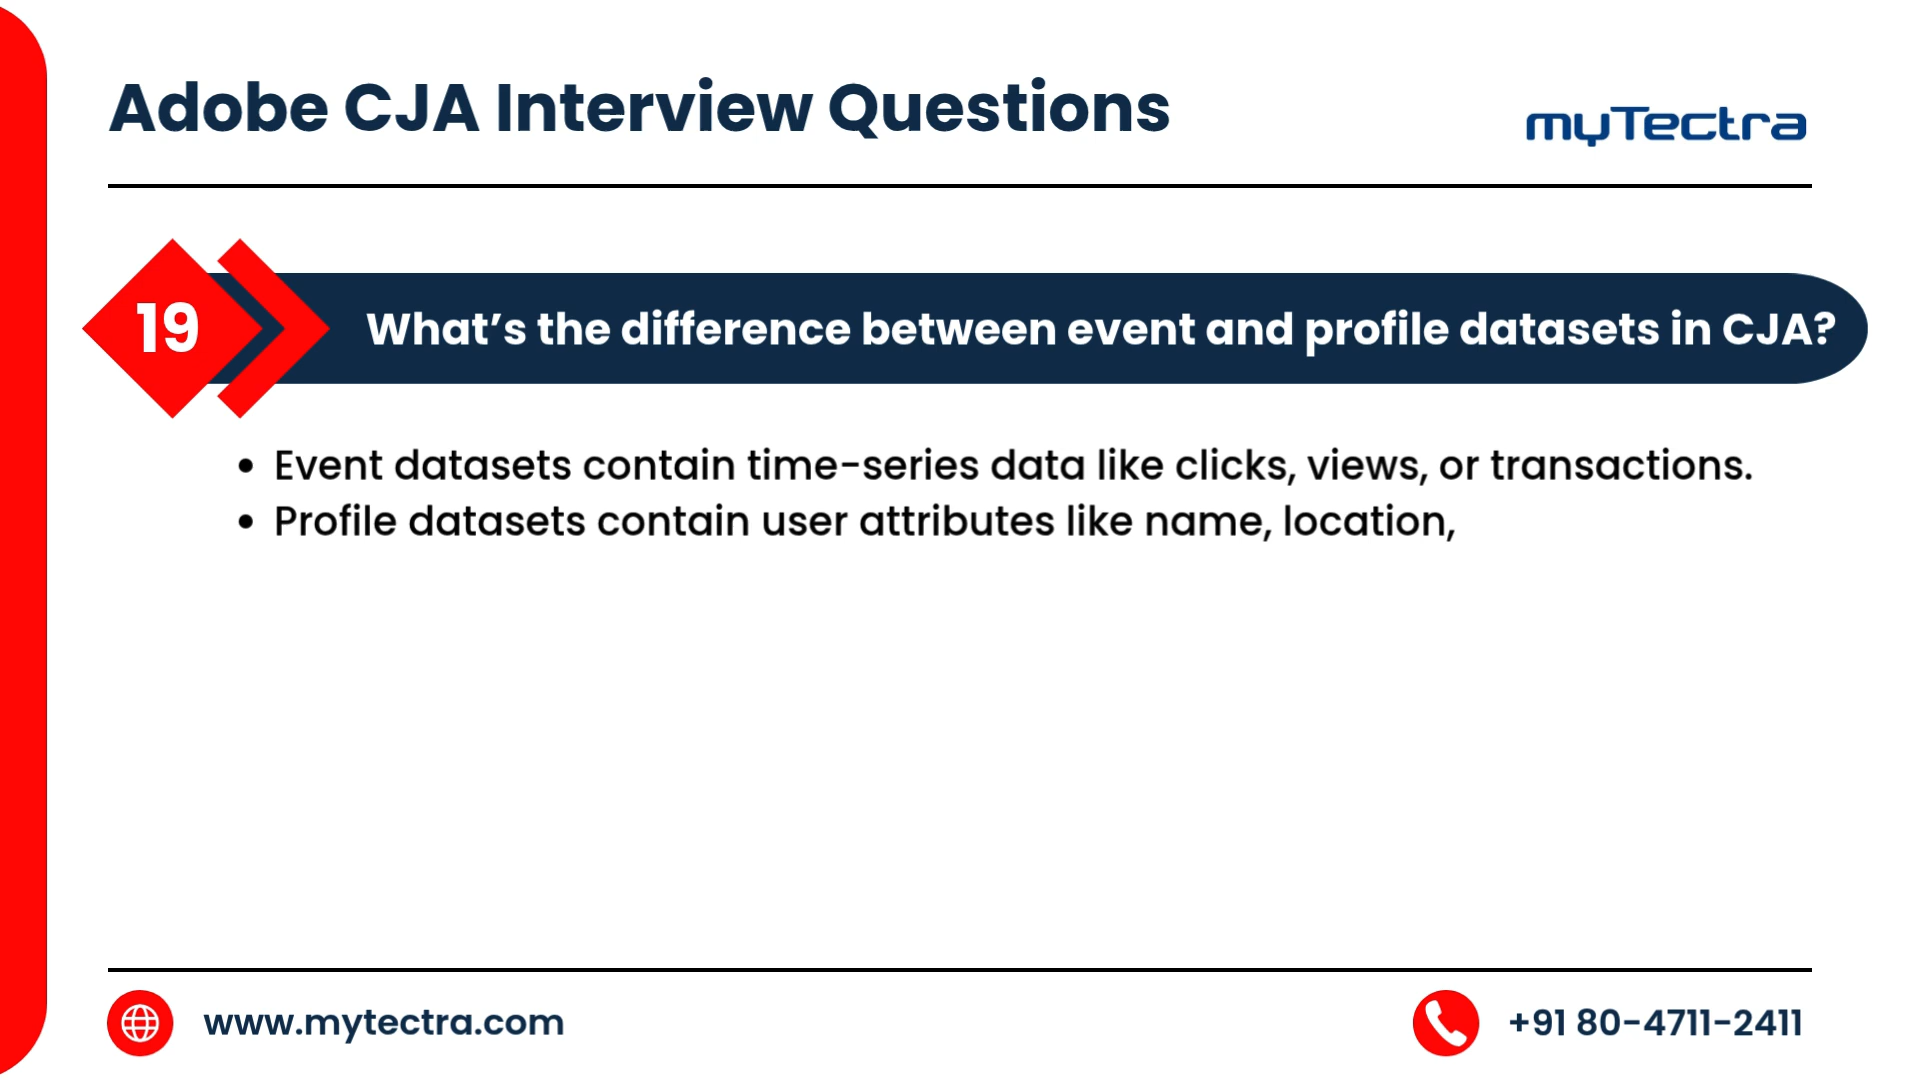 Adobe CJA Interview Questions
myTectra
19
What’s the difference between event and profile datasets in CJA?
• Event datasets contain time-series data like clicks, views, or transactions.
• Profile datasets contain user attributes like name, location,
www.mytectra.com
+91 80-4711-2411